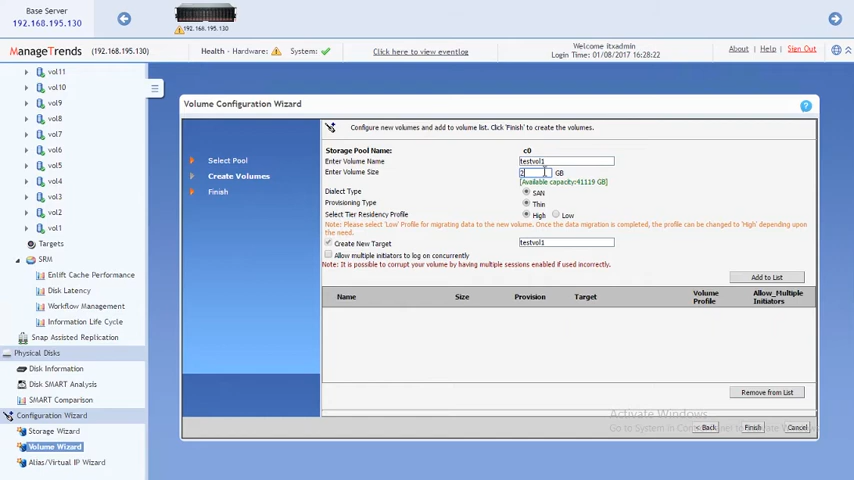 Base Server
192.168.195.130
192.168.195.130
ManageTrends (192.168.195.130)
Health - Hardware: System:
Click here to view eventlog
Welcome itxadmin
Login Time: 01/08/2017 16:28:22
About | Help | Sign Out
vol11
vol10
vol9
vol8
vol7
vol6
vol5
vol4
vol3
vol2
vol1
Targets
SRM
Enlift Cache Performance
Disk Latency
Workflow Management
Information Life Cycle
Snap Assisted Replication
Physical Disks
Disk Information
Disk SMART Analysis
SMART Comparison
Configuration Wizard
Storage Wizard
Volume Wizard
Alias/Virtual IP Wizard
Volume Configuration Wizard
?
Select Pool
Create Volumes
Finish
Configure new volumes and add to volume list. Click 'Finish' to create the volumes.
Storage Pool Name: c0
Enter Volume Name testvol1
Enter Volume Size 2 GB
[Available capacity:41119 GB]
Dialect Type SAN
Provisioning Type Thin
Select Tier Residency Profile High Low
Note: Please select 'Low' Profile for migrating data to the new volume. Once the data migration is completed, the profile can be changed to 'High' depending upon
the need.
Create New Target testvol1
Allow multiple initiators to log on concurrently
Note: It is possible to corrupt your volume by having multiple sessions enabled if used incorrectly.
Add to List
Name Size Provision Target Volume Profile Allow_Multiple Initiators
Remove from List
Activate Windows
Go to System in Control Panel to activate Windows.
< Back Finish Cancel